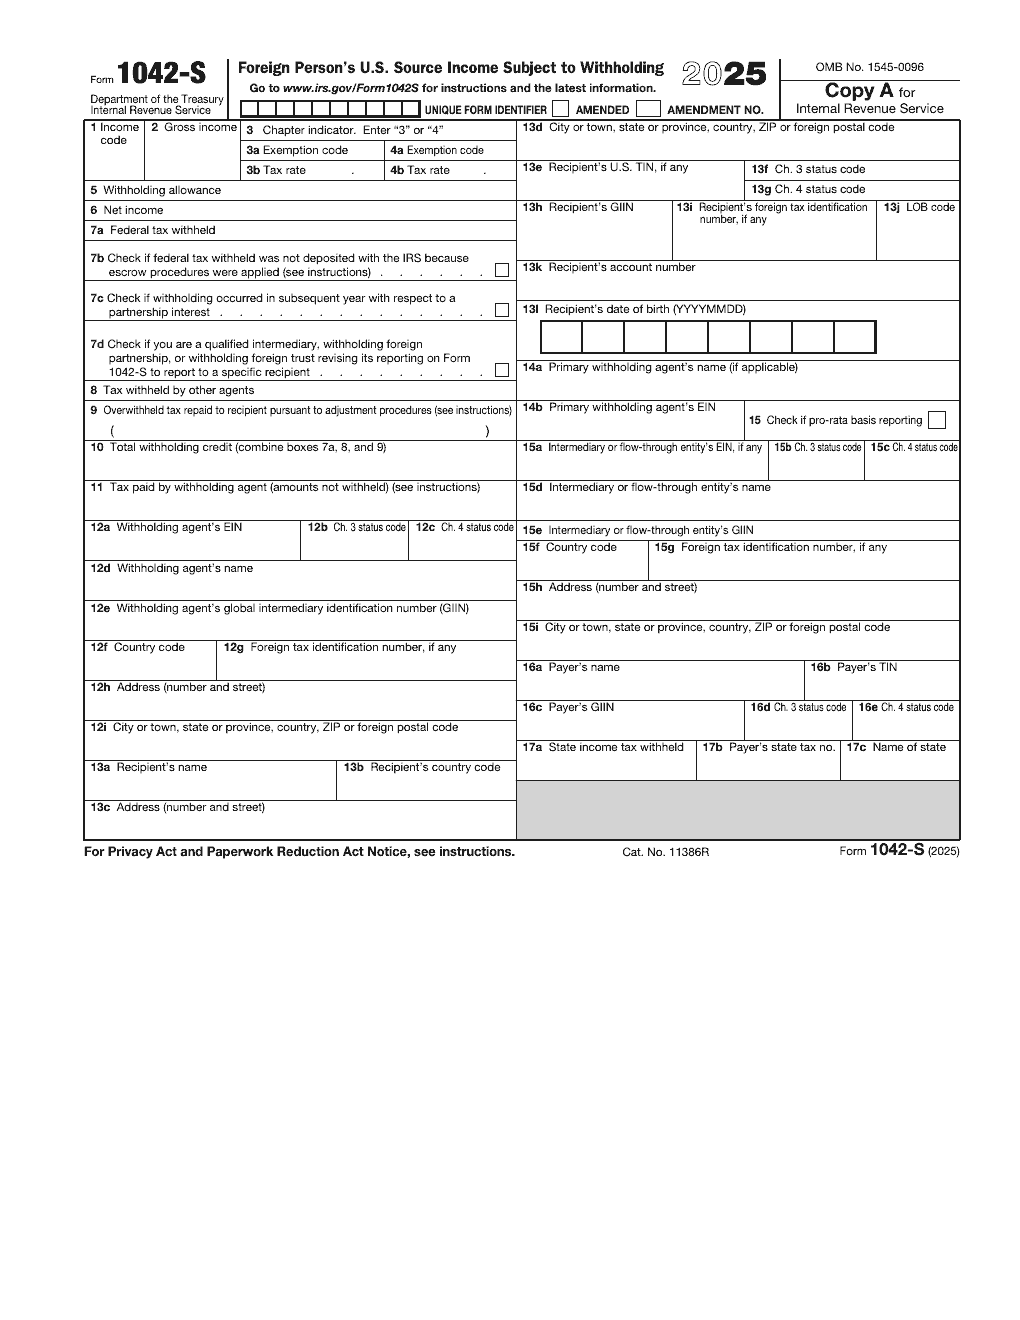 Form 1042-S
Department of the Treasury
Internal Revenue Service
Foreign Person's U.S. Source Income Subject to Withholding
Go to www.irs.gov/Form1042S for instructions and the latest information.
UNIQUE FORM IDENTIFIER AMENDED AMENDMENT NO.
2025
OMB No. 1545-0096
Copy A for
Internal Revenue Service
1 Income
code
2 Gross income
3 Chapter indicator. Enter “3” or “4”
3a Exemption code
4a Exemption code
3b Tax rate .
4b Tax rate .
5 Withholding allowance
6 Net income
7a Federal tax withheld
7b Check if federal tax withheld was not deposited with the IRS because
escrow procedures were applied (see instructions) . . . . . .
7c Check if withholding occurred in subsequent year with respect to a
partnership interest . . . . . . . . . . . . .
7d Check if you are a qualified intermediary, withholding foreign
partnership, or withholding foreign trust revising its reporting on Form
1042-S to report to a specific recipient . . . . . . . . .
8 Tax withheld by other agents
9 Overwithheld tax repaid to recipient pursuant to adjustment procedures (see instructions)
( )
10 Total withholding credit (combine boxes 7a, 8, and 9)
11 Tax paid by withholding agent (amounts not withheld) (see instructions)
12a Withholding agent's EIN
12b Ch. 3 status code
12c Ch. 4 status code
12d Withholding agent's name
12e Withholding agent's global intermediary identification number (GIIN)
12f Country code
12g Foreign tax identification number, if any
12h Address (number and street)
12i City or town, state or province, country, ZIP or foreign postal code
13a Recipient's name
13b Recipient's country code
13c Address (number and street)
13d City or town, state or province, country, ZIP or foreign postal code
13e Recipient's U.S. TIN, if any
13f Ch. 3 status code
13g Ch. 4 status code
13h Recipient's GIIN
13i Recipient's foreign tax identification
number, if any
13j LOB code
13k Recipient's account number
13l Recipient's date of birth (YYYYMMDD)
14a Primary withholding agent's name (if applicable)
14b Primary withholding agent's EIN
15 Check if pro-rata basis reporting
15a Intermediary or flow-through entity's EIN, if any
15b Ch. 3 status code
15c Ch. 4 status code
15d Intermediary or flow-through entity's name
15e Intermediary or flow-through entity's GIIN
15f Country code
15g Foreign tax identification number, if any
15h Address (number and street)
15i City or town, state or province, country, ZIP or foreign postal code
16a Payer's name
16b Payer's TIN
16c Payer's GIIN
16d Ch. 3 status code
16e Ch. 4 status code
17a State income tax withheld
17b Payer's state tax no.
17c Name of state
For Privacy Act and Paperwork Reduction Act Notice, see instructions.
Cat. No. 11386R
Form 1042-S (2025)